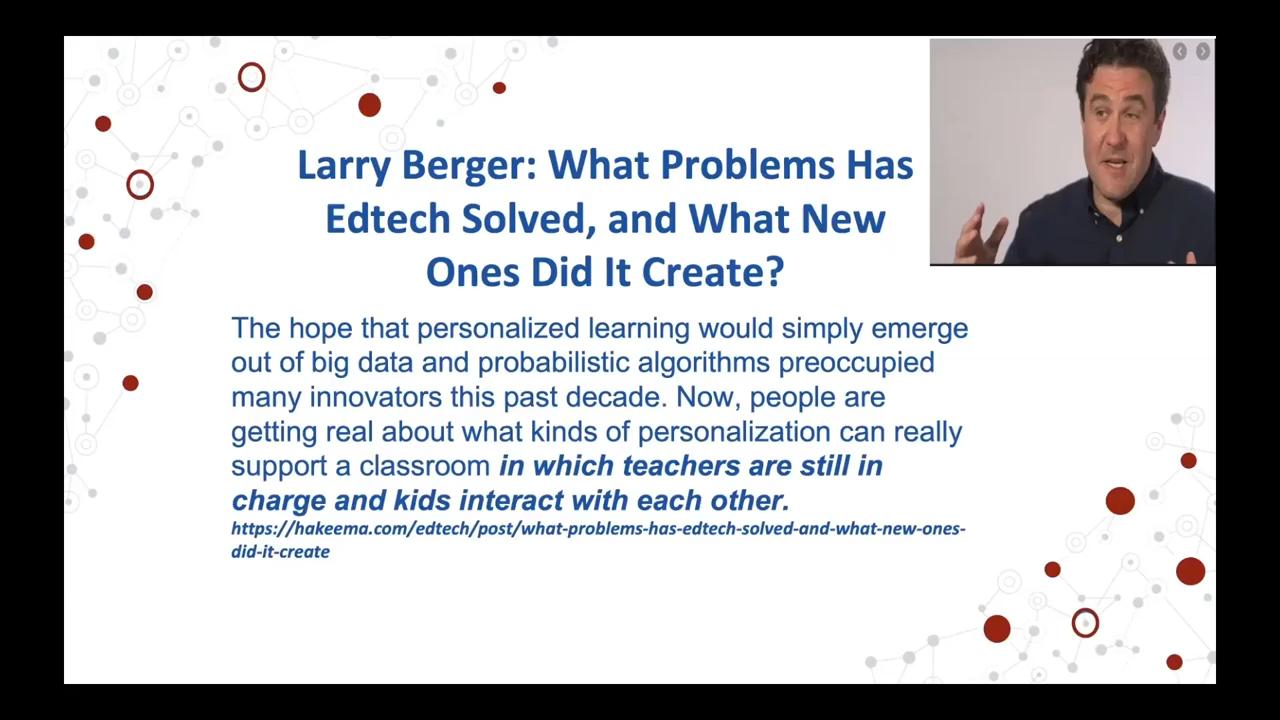 Larry Berger: What Problems Has
Edtech Solved, and What New
Ones Did It Create?
The hope that personalized learning would simply emerge
out of big data and probabilistic algorithms preoccupied
many innovators this past decade. Now, people are
getting real about what kinds of personalization can really
support a classroom in which teachers are still in
charge and kids interact with each other.
https://hakeema.com/edtech/post/what-problems-has-edtech-solved-and-what-new-ones-
did-it-create